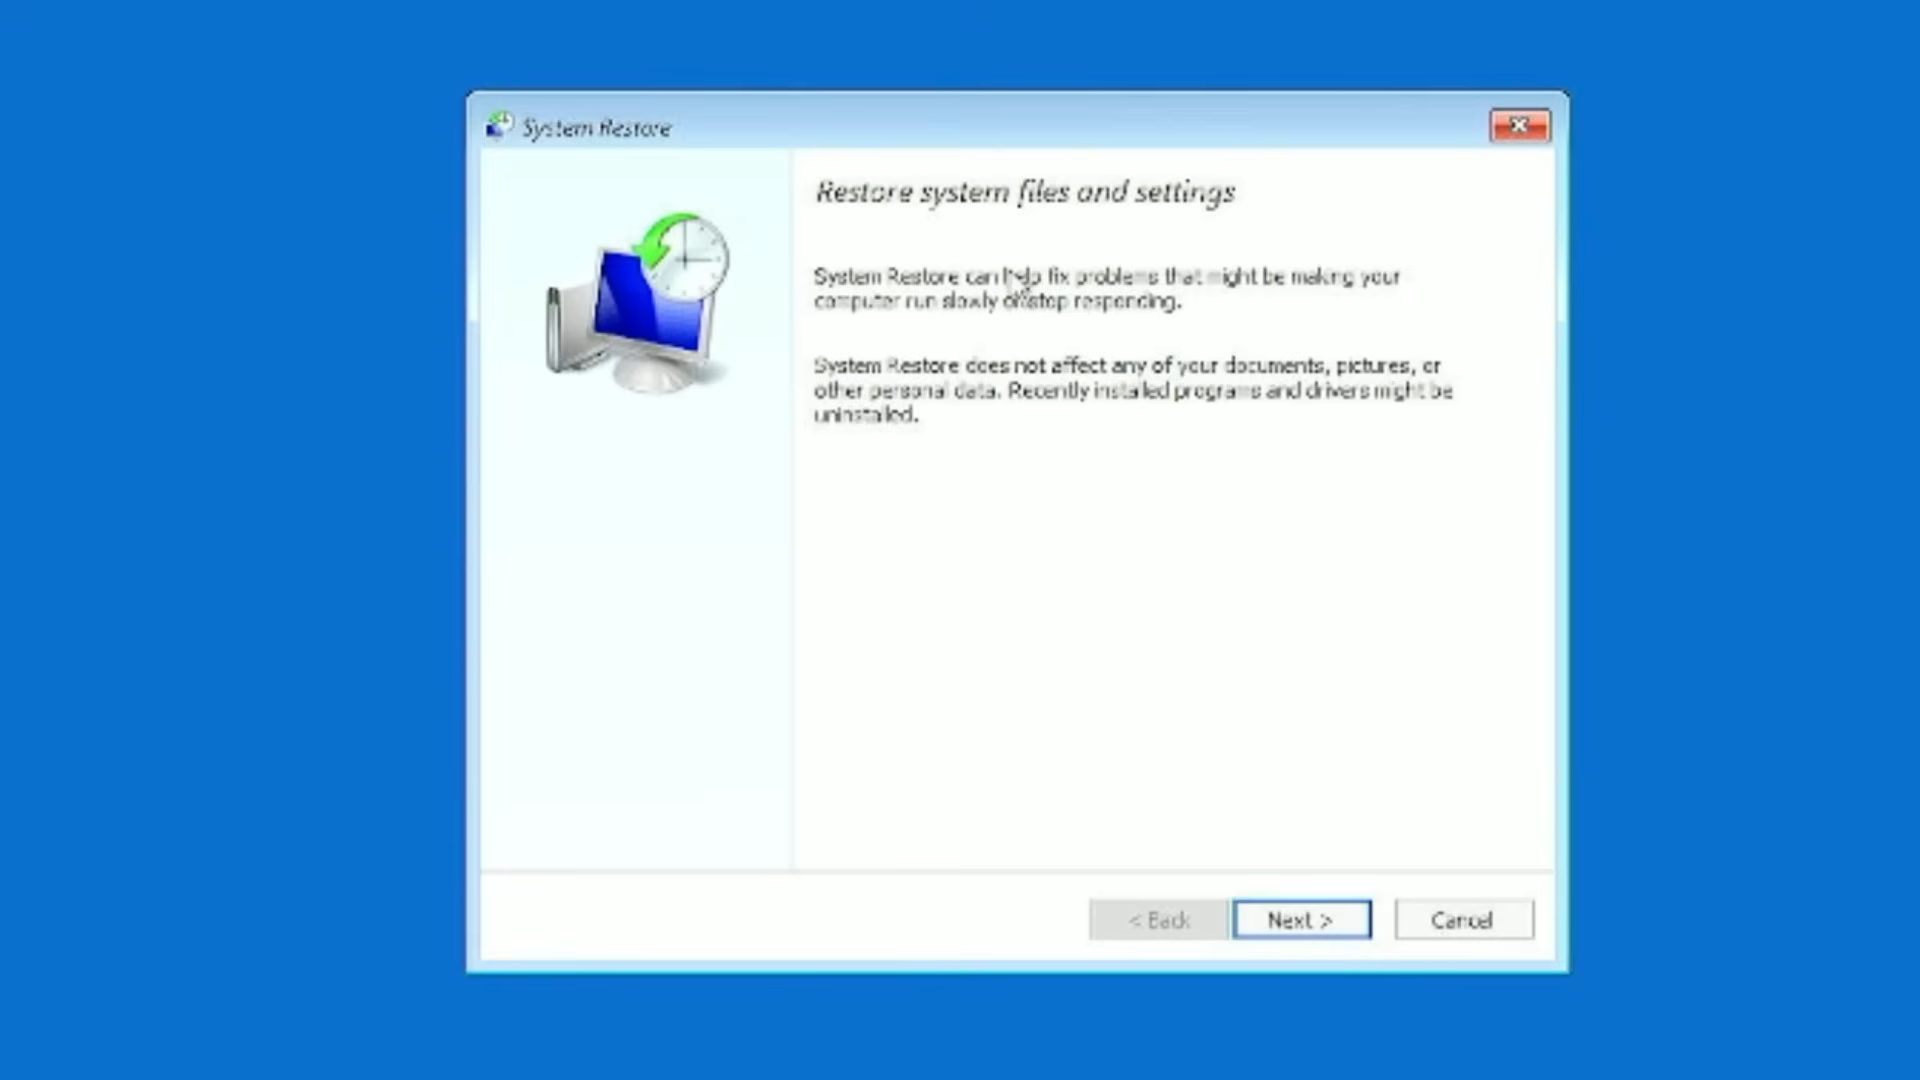 System Restore
Restore system files and settings
System Restore can help fix problems that might be making your
computer run slowly or stop responding.
System Restore does not affect any of your documents, pictures, or
other personal data. Recently installed programs and drivers might be
uninstalled.
< Back
Next >
Cancel